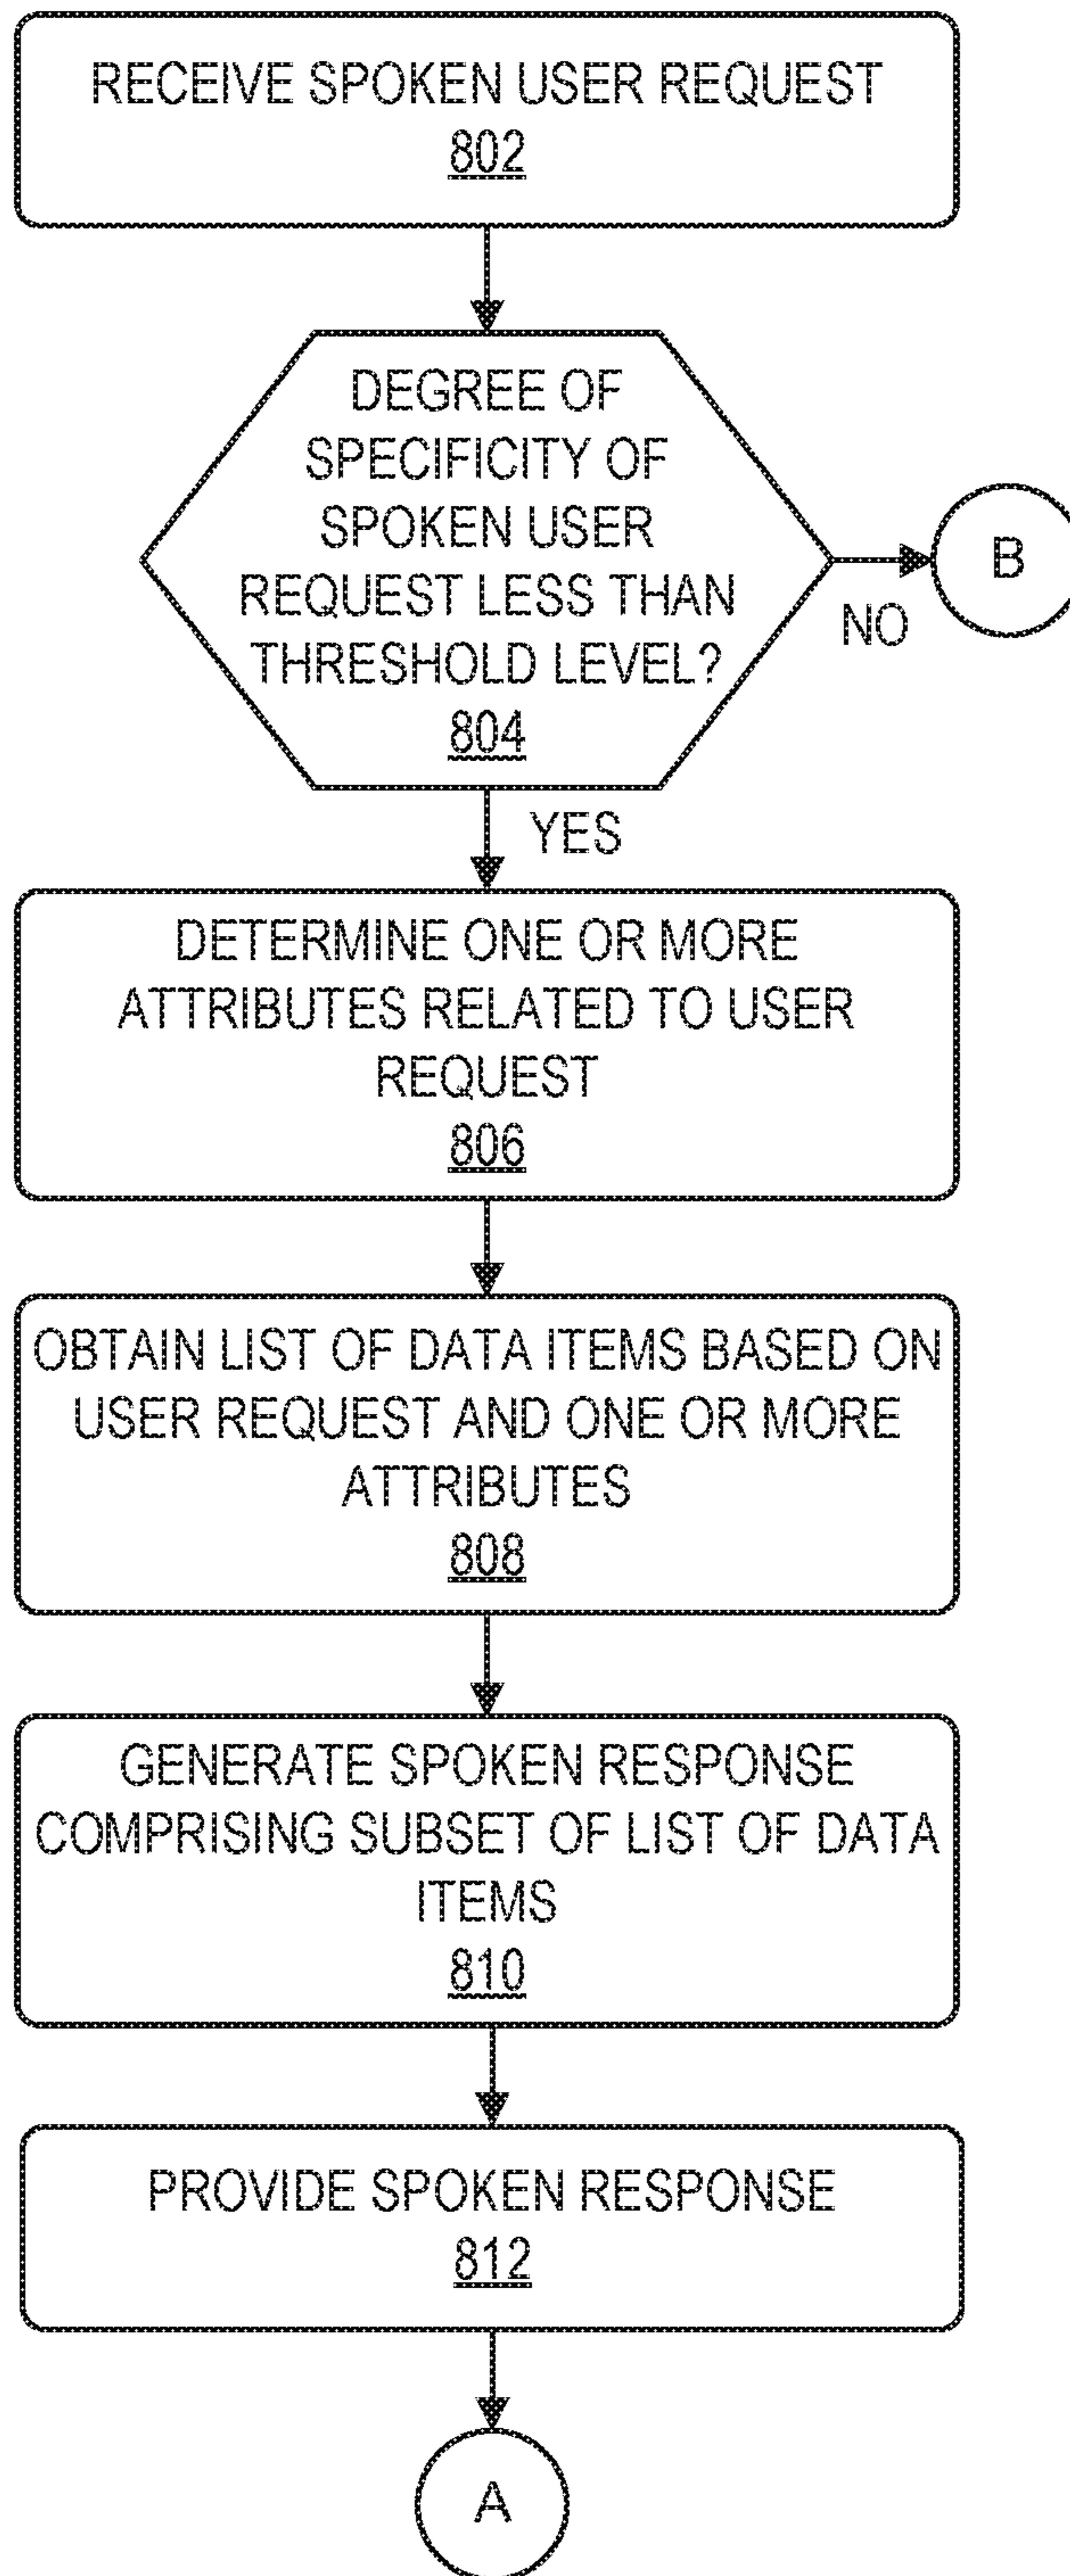 RECEIVE SPOKEN USER REQUEST
802
DEGREE OF
SPECIFICITY OF
SPOKEN USER
REQUEST LESS THAN
THRESHOLD LEVEL?
804
B
NO
YES
DETERMINE ONE OR MORE
ATTRIBUTES RELATED TO USER
REQUEST
806
OBTAIN LIST OF DATA ITEMS BASED ON
USER REQUEST AND ONE OR MORE
ATTRIBUTES
808
GENERATE SPOKEN RESPONSE
COMPRISING SUBSET OF LIST OF DATA
ITEMS
810
PROVIDE SPOKEN RESPONSE
812
A